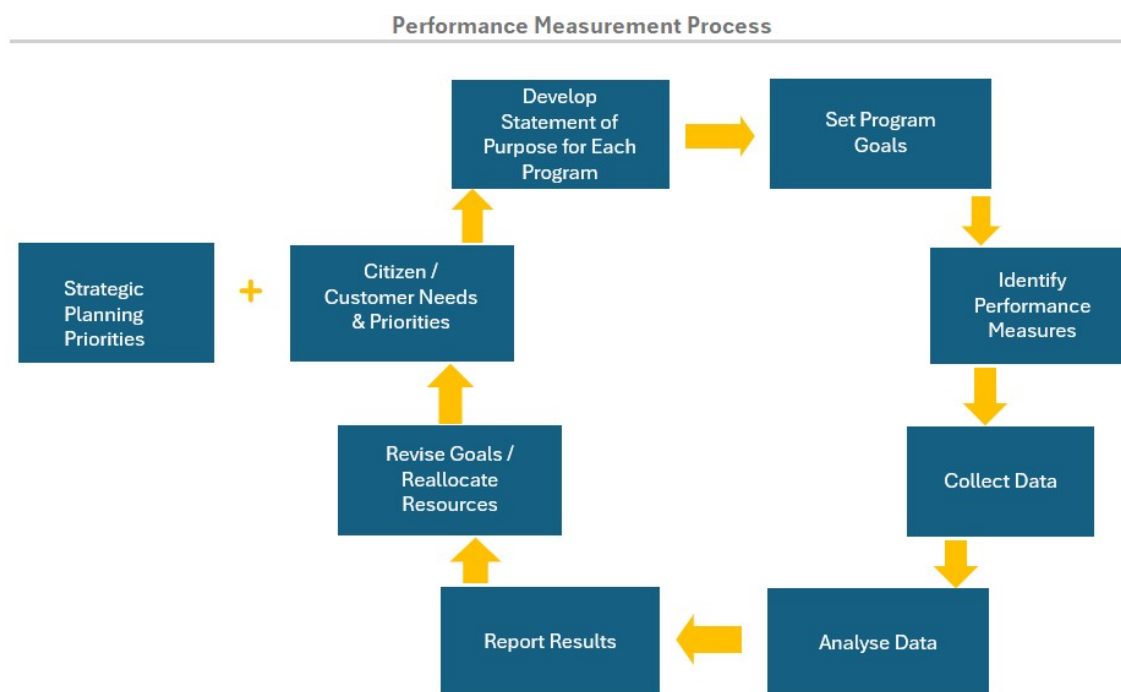 Performance Measurement Process
Develop
Statement of
Purpose for Each
Program
Set Program
Goals
Strategic
Planning
Priorities
+
Citizen /
Customer Needs
& Priorities
Identify
Performance
Measures
Revise Goals /
Reallocate
Resources
Collect Data
Report Results
Analyse Data